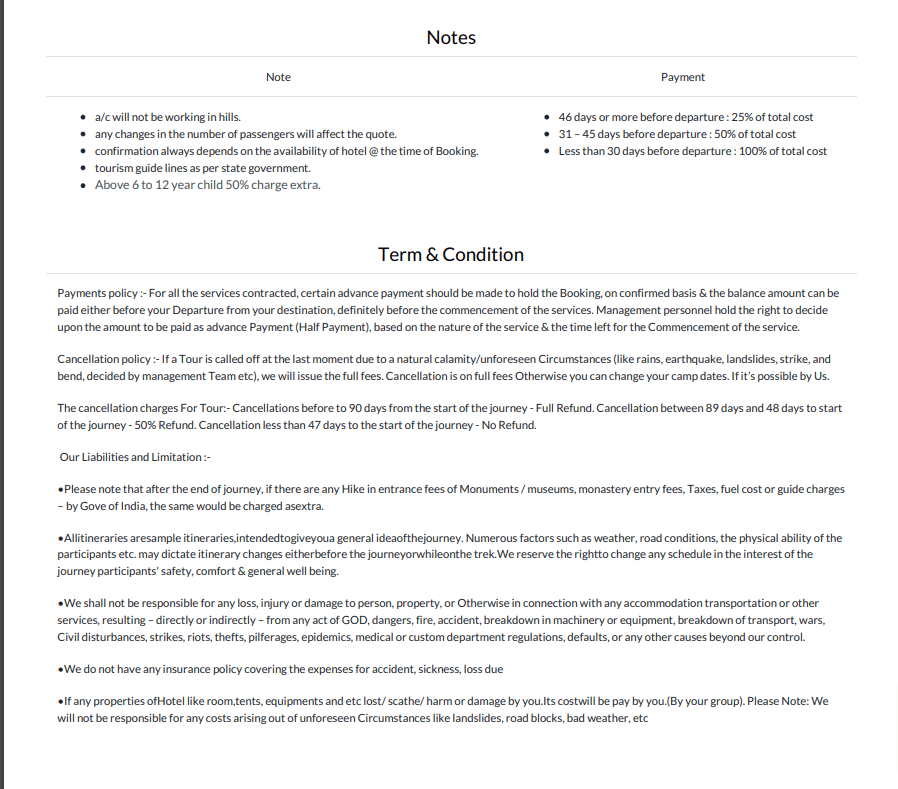 Notes
Note
Payment
• a/c will not be working in hills.
• any changes in the number of passengers will affect the quote.
• confirmation always depends on the availability of hotel @ the time of Booking.
• tourism guide lines as per state government.
• Above 6 to 12 year child 50% charge extra.
• 46 days or more before departure : 25% of total cost
• 31 – 45 days before departure : 50% of total cost
• Less than 30 days before departure : 100% of total cost
Term & Condition
Payments policy :- For all the services contracted, certain advance payment should be made to hold the Booking, on confirmed basis & the balance amount can be
paid either before your Departure from your destination, definitely before the commencement of the services. Management personnel hold the right to decide
upon the amount to be paid as advance Payment (Half Payment), based on the nature of the service & the time left for the Commencement of the service.
Cancellation policy :- If a Tour is called off at the last moment due to a natural calamity/unforeseen Circumstances (like rains, earthquake, landslides, strike, and
bend, decided by management Team etc), we will issue the full fees. Cancellation is on full fees Otherwise you can change your camp dates. If it's possible by Us.
The cancellation charges For Tour:- Cancellations before to 90 days from the start of the journey - Full Refund. Cancellation between 89 days and 48 days to start
of the journey - 50% Refund. Cancellation less than 47 days to the start of the journey - No Refund.
Our Liabilities and Limitation :-
•Please note that after the end of journey, if there are any Hike in entrance fees of Monuments / museums, monastery entry fees, Taxes, fuel cost or guide charges
– by Gove of India, the same would be charged asextra.
•Allitineraries aresample itineraries,intendedtogiveyoua general ideaofthejourney. Numerous factors such as weather, road conditions, the physical ability of the
participants etc. may dictate itinerary changes eitherbefore the journeyorwhileonthe trek.We reserve the rightto change any schedule in the interest of the
journey participants' safety, comfort & general well being.
•We shall not be responsible for any loss, injury or damage to person, property, or Otherwise in connection with any accommodation transportation or other
services, resulting – directly or indirectly – from any act of GOD, dangers, fire, accident, breakdown in machinery or equipment, breakdown of transport, wars,
Civil disturbances, strikes, riots, thefts, pilferages, epidemics, medical or custom department regulations, defaults, or any other causes beyond our control.
•We do not have any insurance policy covering the expenses for accident, sickness, loss due
•If any properties ofHotel like room,tents, equipments and etc lost/ scathe/ harm or damage by you.Its costwill be pay by you.(By your group). Please Note: We
will not be responsible for any costs arising out of unforeseen Circumstances like landslides, road blocks, bad weather, etc